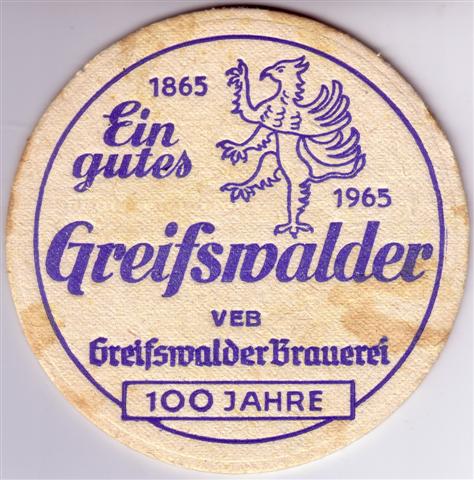 1865
Ein
gutes
1965
Greifswalder
VEB
Greifswalder Brauerei
100 JAHRE